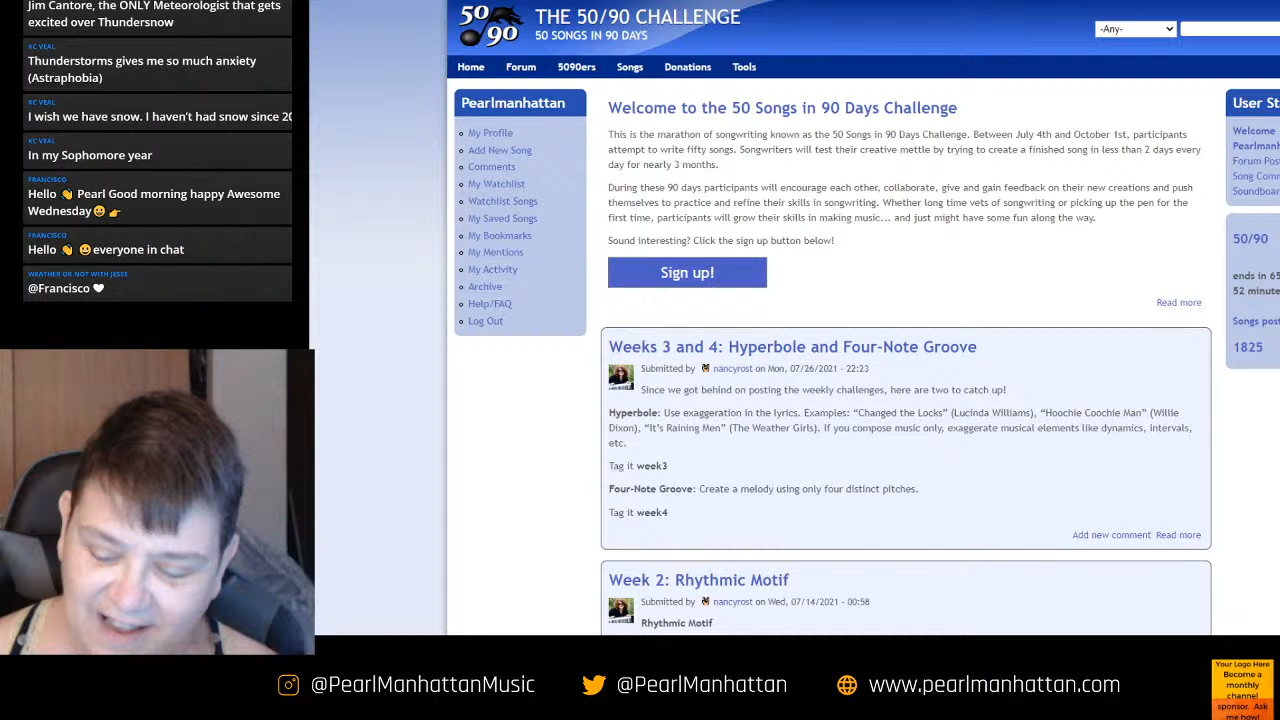 Jim Cantore, the ONLY Meteorologist that gets
excited over Thundersnow
KC VEAL
Thunderstorms gives me so much anxiety
(Astraphobia)
KC VEAL
I wish we have snow. I haven't had snow since 20
KC VEAL
In my Sophomore year
FRANCISCO
Hello 👋 Pearl Good morning happy Awesome
Wednesday😀 👉
FRANCISCO
Hello 👋 😀everyone in chat
WEATHER OR NOT WITH JESSE
@Francisco 🤍
50
90
THE 50/90 CHALLENGE
50 SONGS IN 90 DAYS
-Any-
Home Forum 5090ers Songs Donations Tools
Pearlmanhattan
My Profile
Add New Song
Comments
My Watchlist
Watchlist Songs
My Saved Songs
My Bookmarks
My Mentions
My Activity
Archive
Help/FAQ
Log Out
Welcome to the 50 Songs in 90 Days Challenge
This is the marathon of songwriting known as the 50 Songs in 90 Days Challenge. Between July 4th and October 1st, participants
attempt to write fifty songs. Songwriters will test their creative mettle by trying to create a finished song in less than 2 days every
day for nearly 3 months.
During these 90 days participants will encourage each other, collaborate, give and gain feedback on their new creations and push
themselves to practice and refine their skills in songwriting. Whether long time vets of songwriting or picking up the pen for the
first time, participants will grow their skills in making music... and just might have some fun along the way.
Sound interesting? Click the sign up button below!
Sign up!
Read more
Weeks 3 and 4: Hyperbole and Four-Note Groove
Submitted by nancyrost on Mon, 07/26/2021 - 22:23
Since we got behind on posting the weekly challenges, here are two to catch up!
Hyperbole: Use exaggeration in the lyrics. Examples: “Changed the Locks” (Lucinda Williams), “Hoochie Coochie Man” (Willie
Dixon), “It’s Raining Men” (The Weather Girls). If you compose music only, exaggerate musical elements like dynamics, intervals,
etc.
Tag it week3
Four-Note Groove: Create a melody using only four distinct pitches.
Tag it week4
Add new comment Read more
Week 2: Rhythmic Motif
Submitted by nancyrost on Wed, 07/14/2021 - 00:58
Rhythmic Motif
User St
Welcome
Pearlmanh
Forum Pos
Song Comm
Soundboar
50/90
ends in 65
52 minute
Songs post
1825
@PearlManhattanMusic @PearlManhattan www.pearlmanhattan.com
Your Logo Here
Become a
monthly
channel
sponsor. Ask
me how!